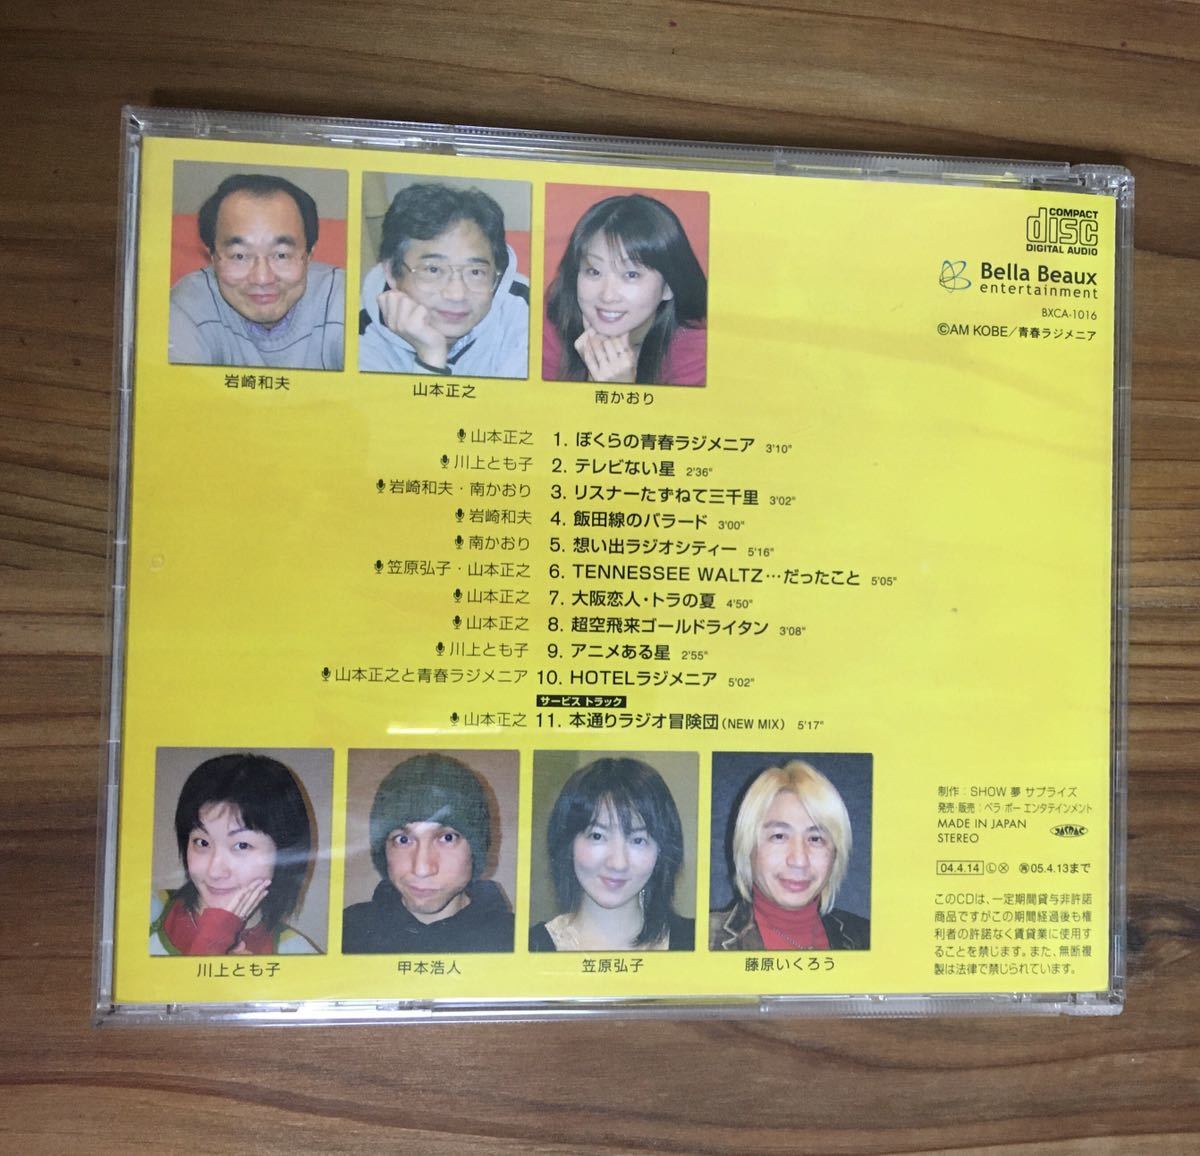 COMPACT
disc
DIGITAL AUDIO
Bella Beaux
entertainment
BXCA-1016
©AM KOBE／青春ラジメニア
岩崎和夫
山本正之
南かおり
山本正之 1. ぼくらの青春ラジメニア 3'10"
川上とも子 2. テレビない星 2'36"
岩崎和夫・南かおり 3. リスナーたずねて三千里 3'02"
岩崎和夫 4. 飯田線のバラード 3'00"
南かおり 5. 想い出ラジオシティー 5'16"
笠原弘子・山本正之 6. TENNESSEE WALTZ…だったこと 5'05"
山本正之 7. 大阪恋人・トラの夏 4'50"
山本正之 8. 超空飛来ゴールドライタン 3'08"
川上とも子 9. アニメある星 2'55"
山本正之と青春ラジメニア 10. HOTELラジメニア 5'02"
サービストラック
山本正之 11. 本通りラジオ冒険団（NEW MIX） 5'17"
川上とも子
甲本浩人
笠原弘子
藤原いくろう
制作：SHOW 夢 サプライズ
発売・販売：ベラ・ボー エンタテインメント
MADE IN JAPAN
STEREO
JASRAC
04.4.14 Ⓛ Ⓧ ㊢05.4.13まで
このCDは、一定期間貸与非許諾
商品ですがこの期間経過後も権
利者の許諾なく賃貸業に使用す
ることを禁じます。また、無断複
製は法律で禁じられています。